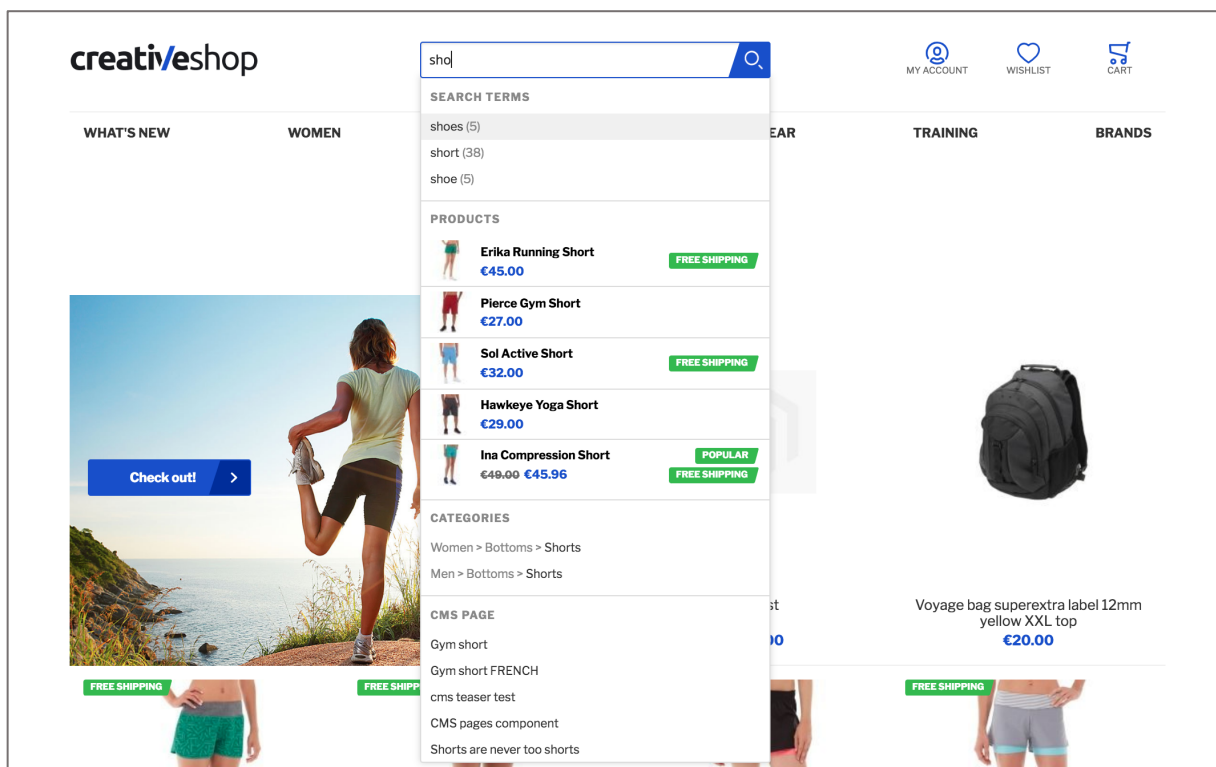 creativeshop
sho
MY ACCOUNT
WISHLIST
CART
WHAT'S NEW
WOMEN
EAR
TRAINING
BRANDS
SEARCH TERMS
shoes (5)
short (38)
shoe (5)
PRODUCTS
Erika Running Short
€45.00
FREE SHIPPING
Pierce Gym Short
€27.00
Sol Active Short
€32.00
FREE SHIPPING
Hawkeye Yoga Short
€29.00
Ina Compression Short
€49.00 €45.96
POPULAR
FREE SHIPPING
CATEGORIES
Women > Bottoms > Shorts
Men > Bottoms > Shorts
CMS PAGE
Gym short
Gym short FRENCH
cms teaser test
CMS pages component
Shorts are never too shorts
Check out!
st
00
Voyage bag superextra label 12mm
yellow XXL top
€20.00
FREE SHIPPING
FREE SHIPP
FREE SHIPPING